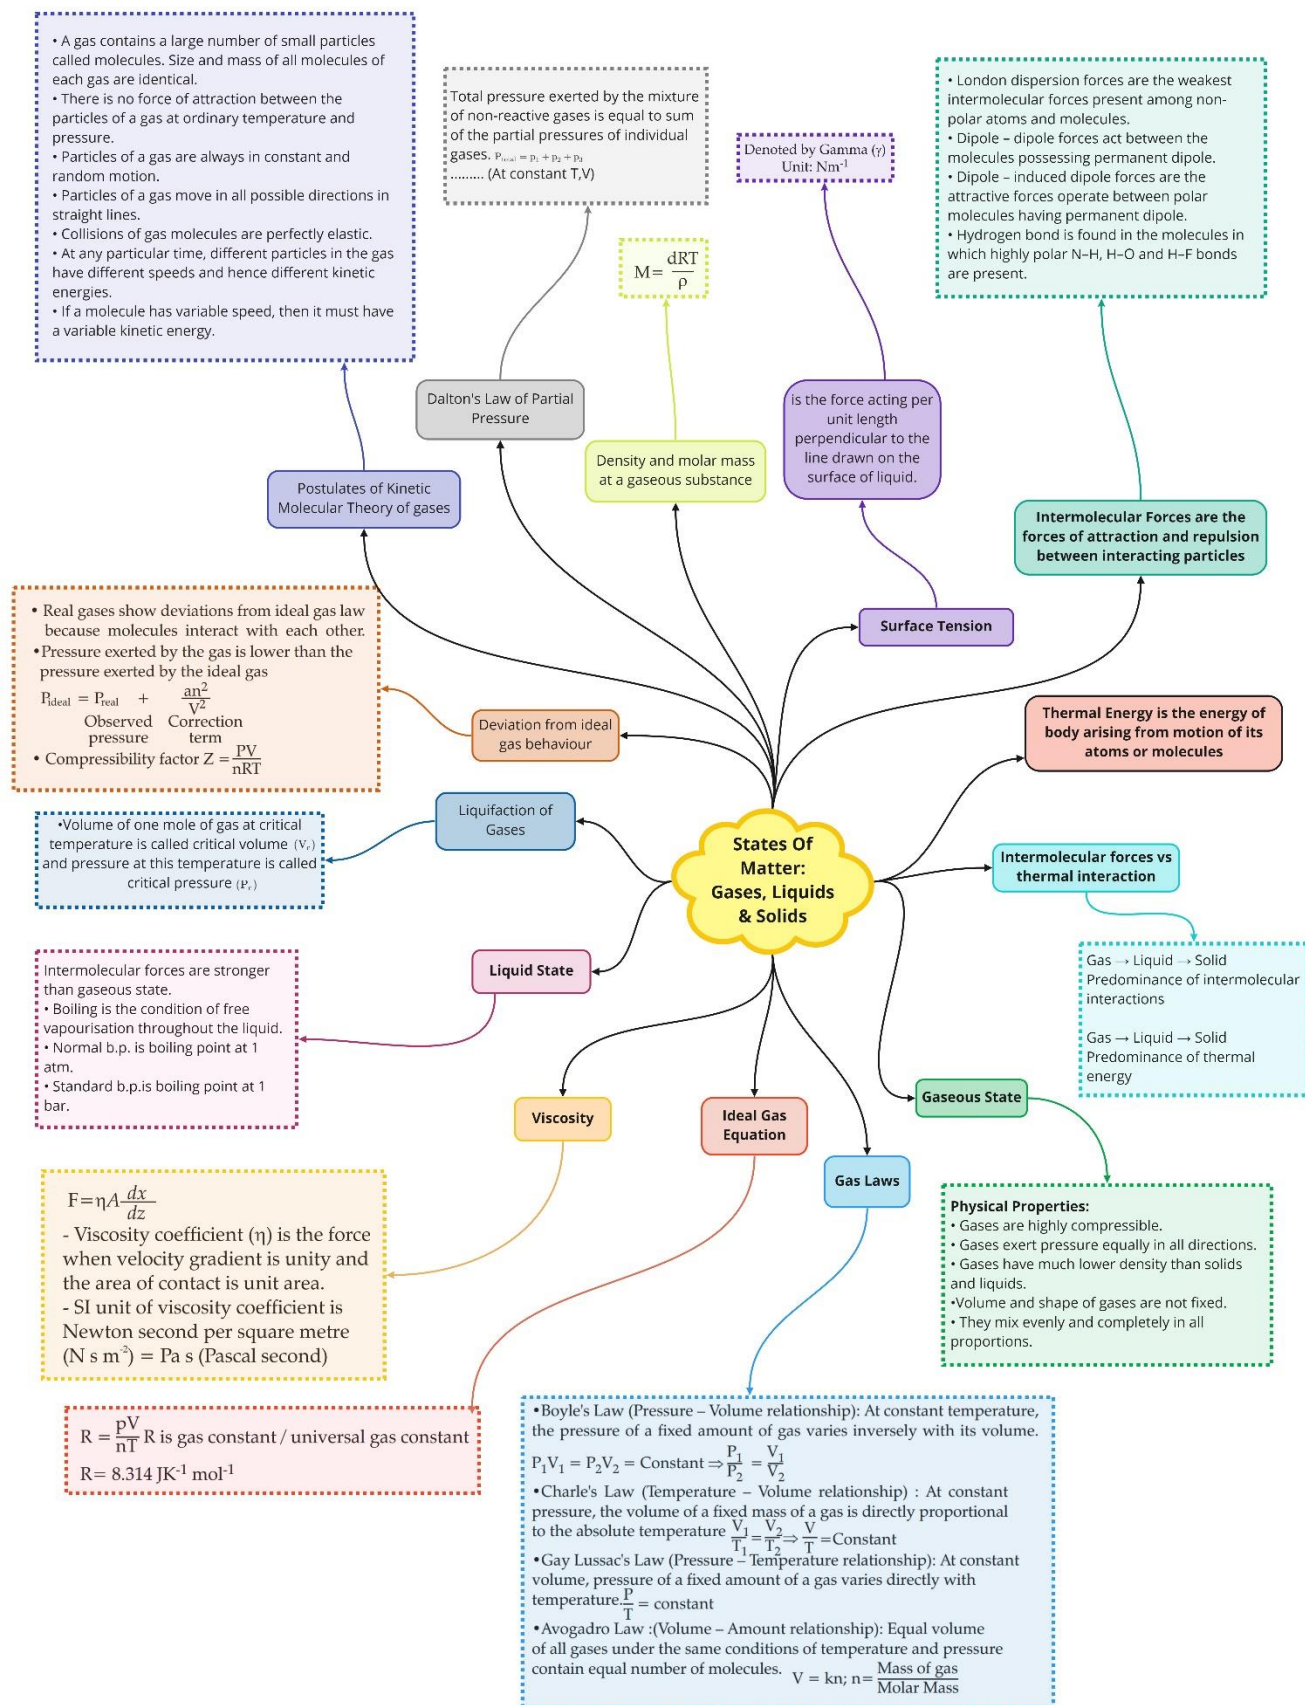 • A gas contains a large number of small particles
called molecules. Size and mass of all molecules of
each gas are identical.
• There is no force of attraction between the
particles of a gas at ordinary temperature and
pressure.
• Particles of a gas are always in constant and
random motion.
• Particles of a gas move in all possible directions in
straight lines.
• Collisions of gas molecules are perfectly elastic.
• At any particular time, different particles in the gas
have different speeds and hence different kinetic
energies.
• If a molecule has variable speed, then it must have
a variable kinetic energy.
Total pressure exerted by the mixture
of non-reactive gases is equal to sum
of the partial pressures of individual
gases. P(total) = p₁ + p₂ + p₃
......... (At constant T,V)
Denoted by Gamma (γ)
Unit: Nm⁻¹
• London dispersion forces are the weakest
intermolecular forces present among non-
polar atoms and molecules.
• Dipole – dipole forces act between the
molecules possessing permanent dipole.
• Dipole – induced dipole forces are the
attractive forces operate between polar
molecules having permanent dipole.
• Hydrogen bond is found in the molecules in
which highly polar N–H, H–O and H–F bonds
are present.
M= dRT/ρ
Dalton's Law of Partial
Pressure
is the force acting per
unit length
perpendicular to the
line drawn on the
surface of liquid.
Density and molar mass
at a gaseous substance
Postulates of Kinetic
Molecular Theory of gases
Intermolecular Forces are the
forces of attraction and repulsion
between interacting particles
Surface Tension
• Real gases show deviations from ideal gas law
because molecules interact with each other.
•Pressure exerted by the gas is lower than the
pressure exerted by the ideal gas
Pideal = Preal + an²/V²
Observed Correction
pressure term
• Compressibility factor Z = PV/nRT
Deviation from ideal
gas behaviour
Thermal Energy is the energy of
body arising from motion of its
atoms or molecules
Liquifaction of
Gases
•Volume of one mole of gas at critical
temperature is called critical volume (Vc)
and pressure at this temperature is called
critical pressure (Pc)
States Of
Matter:
Gases, Liquids
& Solids
Intermolecular forces vs
thermal interaction
Liquid State
Intermolecular forces are stronger
than gaseous state.
• Boiling is the condition of free
vapourisation throughout the liquid.
• Normal b.p. is boiling point at 1
atm.
• Standard b.p.is boiling point at 1
bar.
Gas → Liquid → Solid
Predominance of intermolecular
interactions
Gas → Liquid → Solid
Predominance of thermal
energy
Viscosity
Ideal Gas
Equation
Gaseous State
Gas Laws
F=ηA dx/dz
- Viscosity coefficient (η) is the force
when velocity gradient is unity and
the area of contact is unit area.
- SI unit of viscosity coefficient is
Newton second per square metre
(N s m⁻²) = Pa s (Pascal second)
Physical Properties:
• Gases are highly compressible.
• Gases exert pressure equally in all directions.
• Gases have much lower density than solids
and liquids.
•Volume and shape of gases are not fixed.
• They mix evenly and completely in all
proportions.
R = pV/nT R is gas constant / universal gas constant
R= 8.314 JK⁻¹ mol⁻¹
•Boyle's Law (Pressure – Volume relationship): At constant temperature,
the pressure of a fixed amount of gas varies inversely with its volume.
P₁V₁ = P₂V₂ = Constant ⇒ P₁/P₂ = V₁/V₂
•Charle's Law (Temperature – Volume relationship) : At constant
pressure, the volume of a fixed mass of a gas is directly proportional
to the absolute temperature V₁/T₁ = V₂/T₂ ⇒ V/T =Constant
•Gay Lussac's Law (Pressure – Temperature relationship): At constant
volume, pressure of a fixed amount of a gas varies directly with
temperature. P/T = constant
•Avogadro Law :(Volume – Amount relationship): Equal volume
of all gases under the same conditions of temperature and pressure
contain equal number of molecules. V = kn; n= Mass of gas/Molar Mass